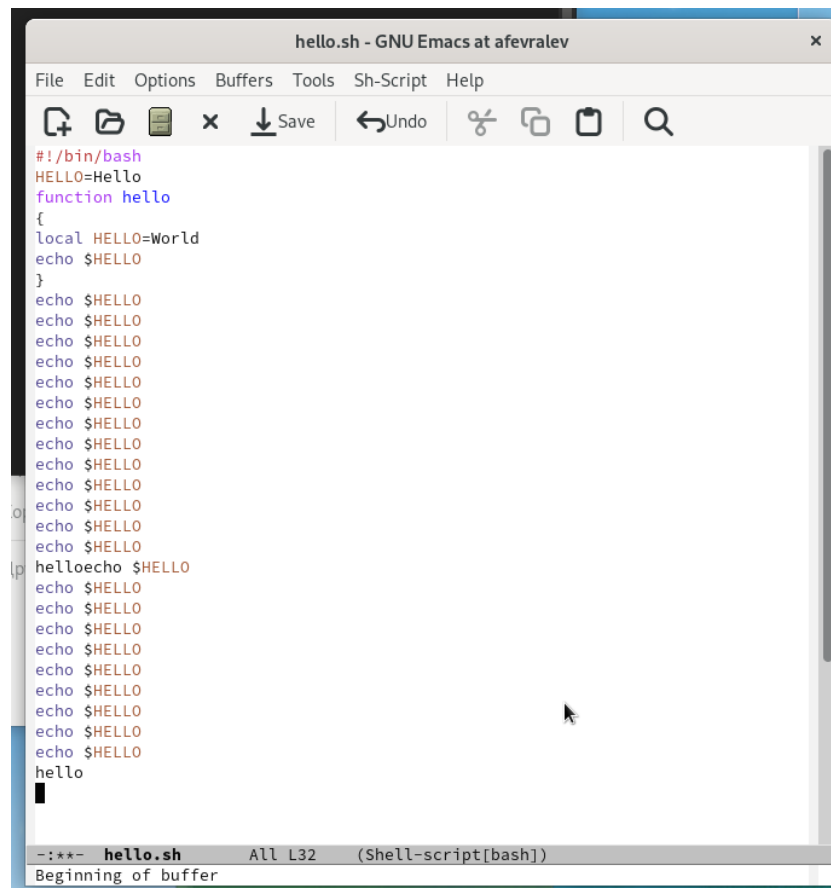 hello.sh - GNU Emacs at afevralev
File Edit Options Buffers Tools Sh-Script Help
Save Undo
#!/bin/bash
HELLO=Hello
function hello
{
local HELLO=World
echo $HELLO
}
echo $HELLO
echo $HELLO
echo $HELLO
echo $HELLO
echo $HELLO
echo $HELLO
echo $HELLO
echo $HELLO
echo $HELLO
echo $HELLO
echo $HELLO
echo $HELLO
echo $HELLO
helloecho $HELLO
echo $HELLO
echo $HELLO
echo $HELLO
echo $HELLO
echo $HELLO
echo $HELLO
echo $HELLO
echo $HELLO
echo $HELLO
hello
-:**- hello.sh All L32 (Shell-script[bash])
Beginning of buffer